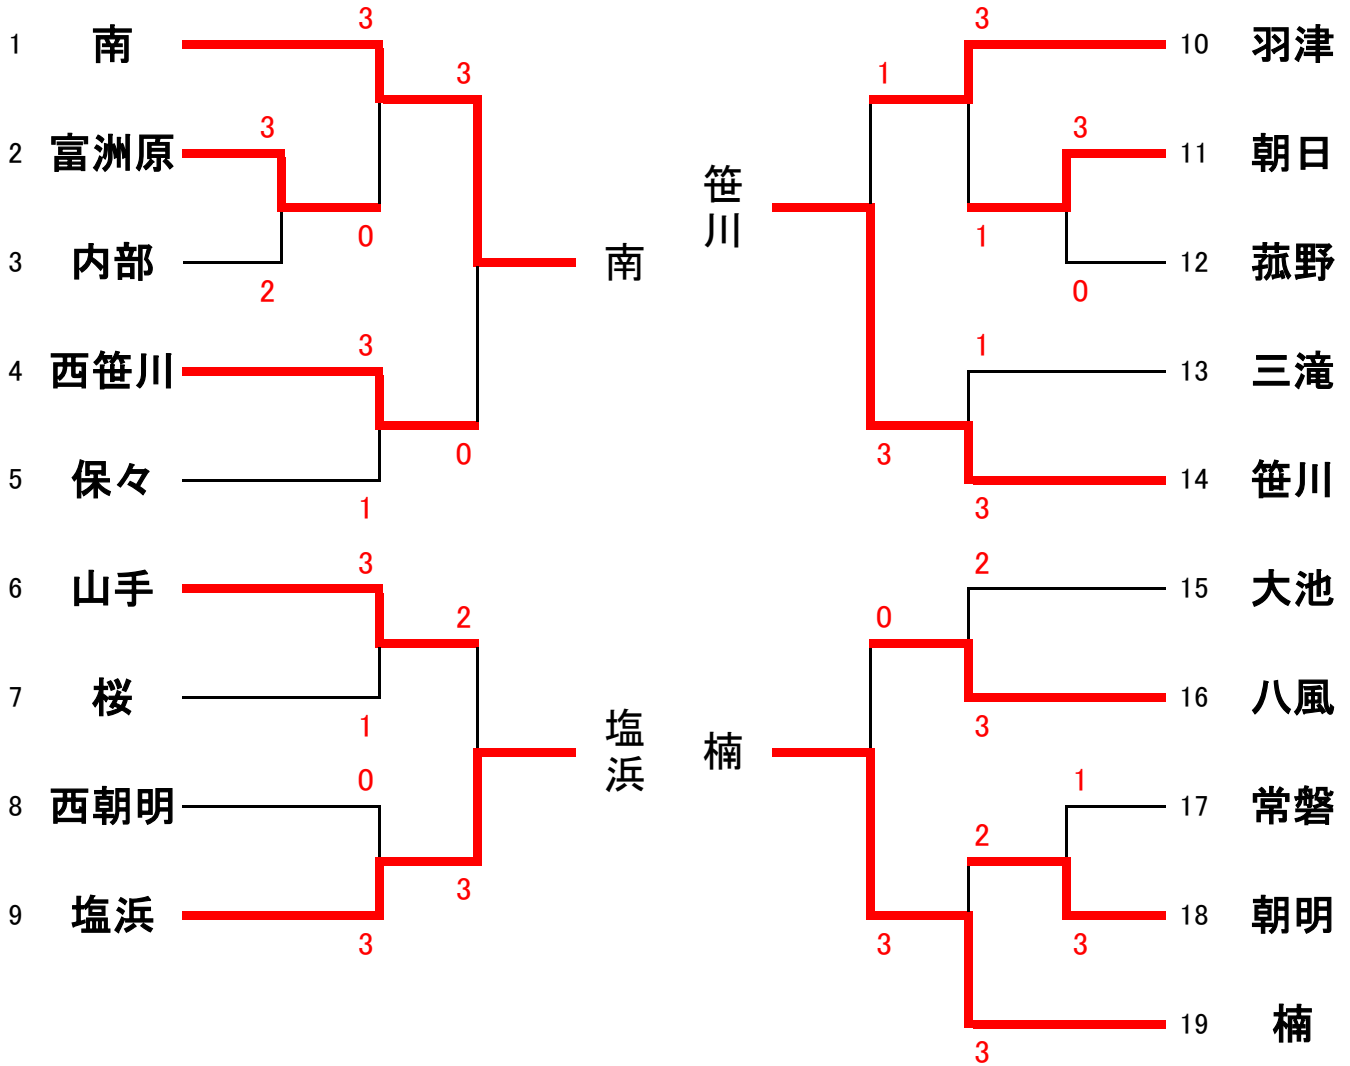 3
1 南
3
3
2 富洲原
0
3 内部
2
南
3
4 西笹川
0
5 保々
1
3
6 山手
2
7 桜
1
塩浜
0
8 西朝明
3
9 塩浜
3
3
10 羽津
1
3
11 朝日
笹川
1
12 菰野
0
1
13 三滝
3
14 笹川
3
2
15 大池
0
16 八風
3
楠
1
17 常磐
2
18 朝明
3
3
19 楠
3